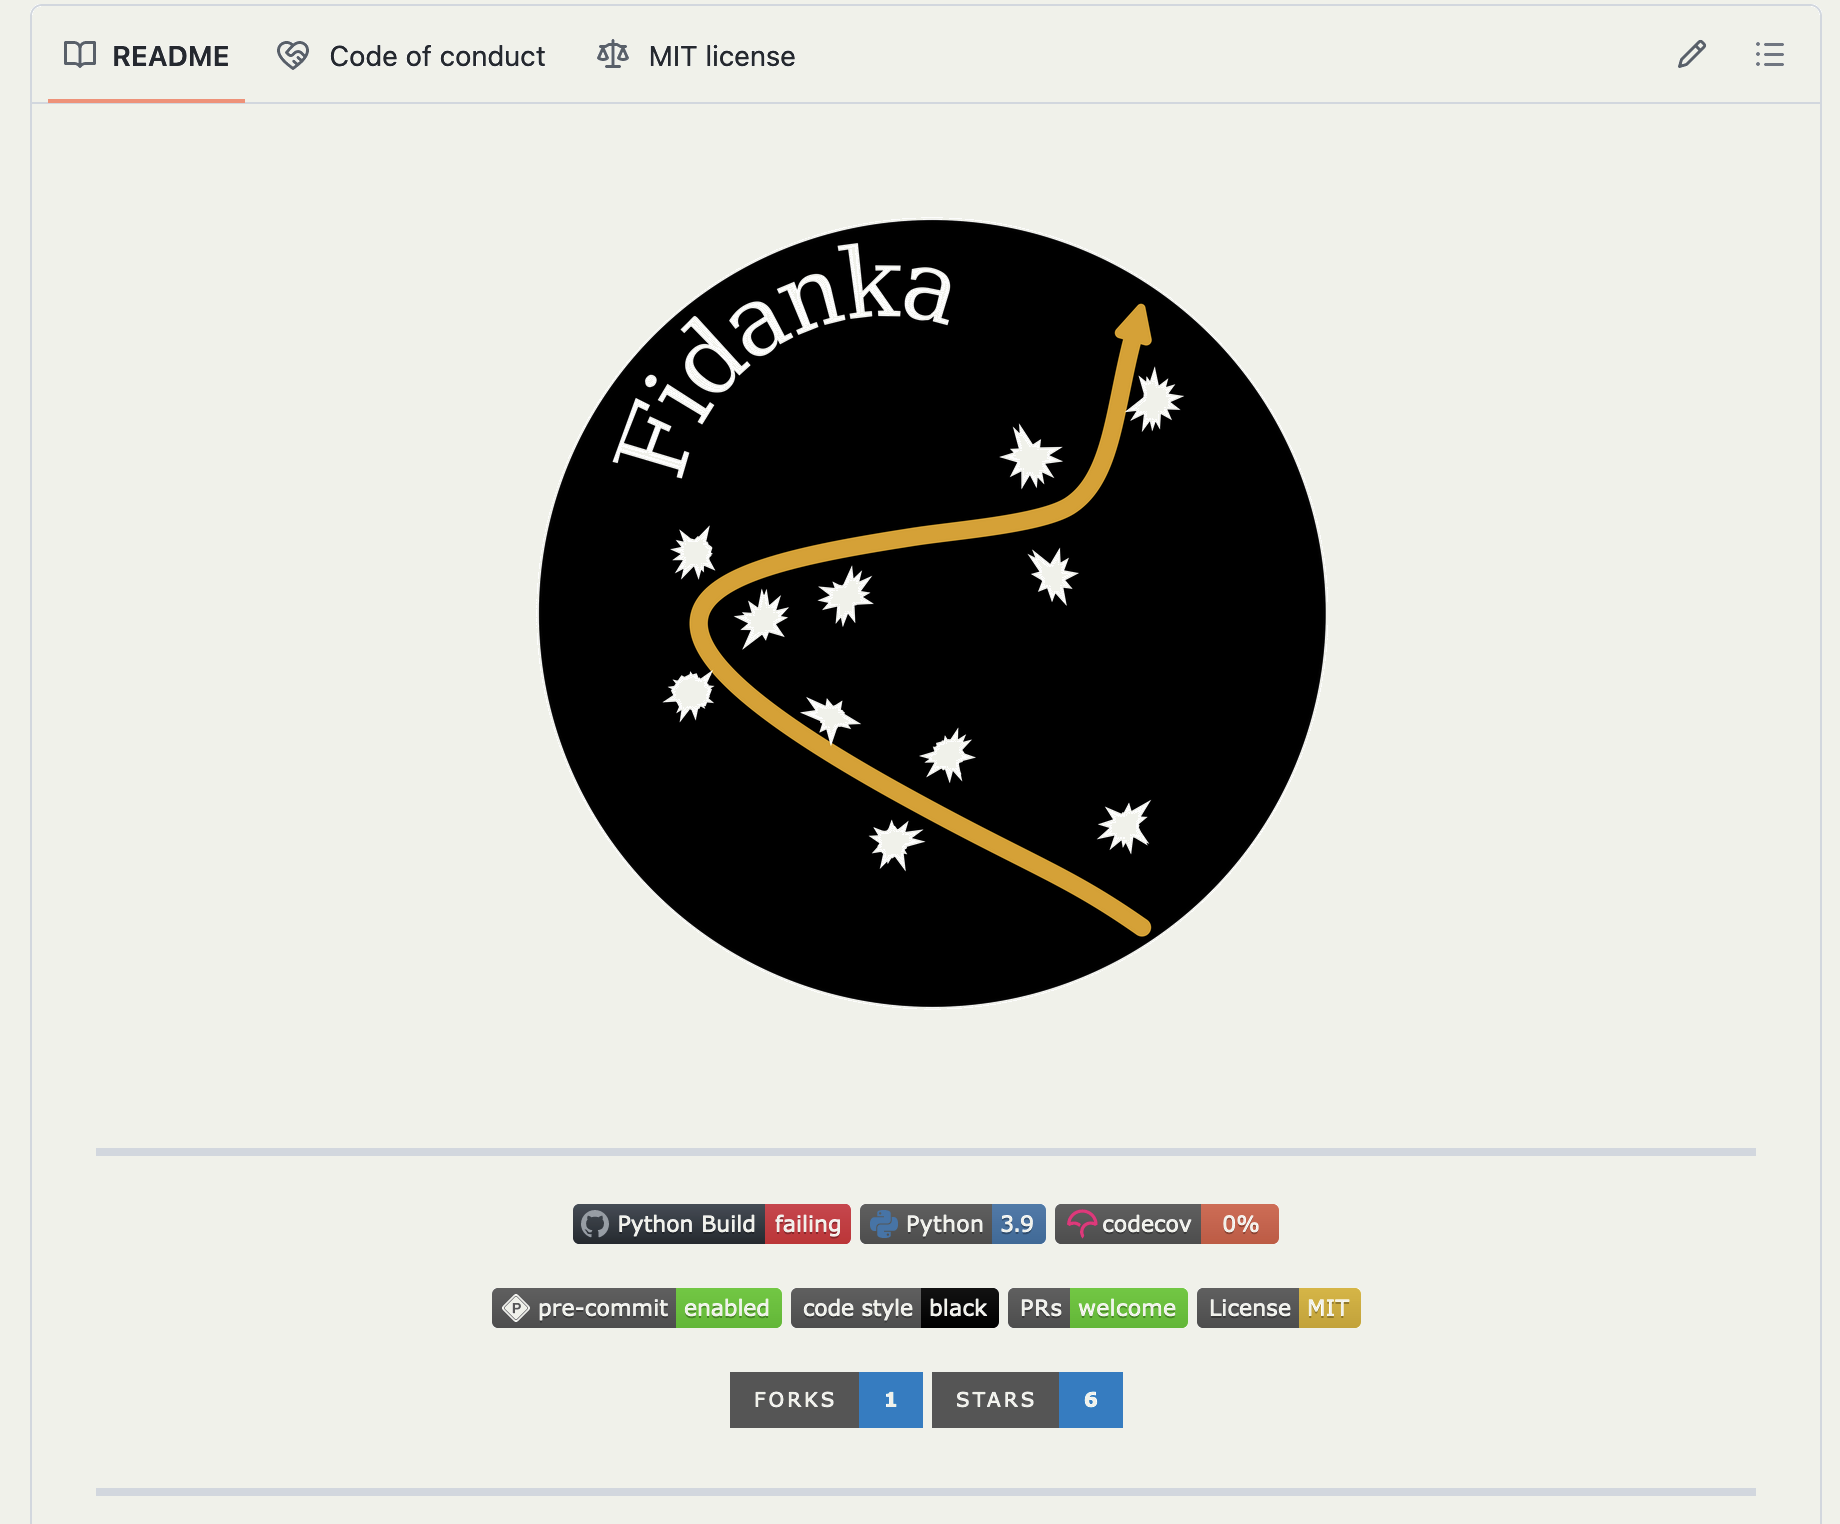 README Code of conduct MIT license
Fidanka
Python Build failing Python 3.9 codecov 0%
P pre-commit enabled code style black PRs welcome License MIT
FORKS 1 STARS 6